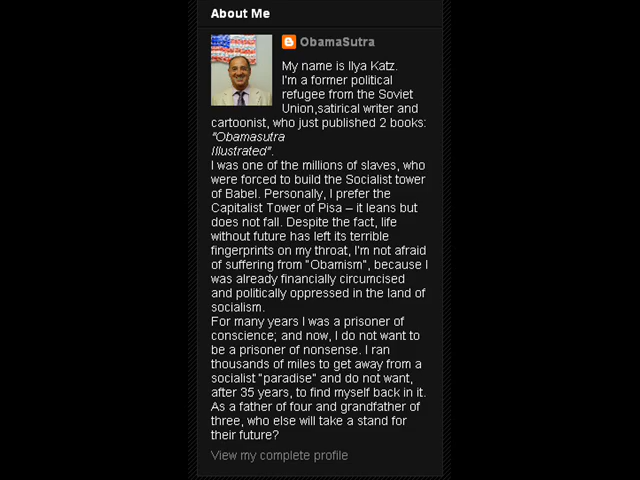 About Me
ObamaSutra
My name is Ilya Katz.
I'm a former political
refugee from the Soviet
Union,satirical writer and
cartoonist, who just published 2 books:
"Obamasutra
Illustrated".
I was one of the millions of slaves, who
were forced to build the Socialist tower
of Babel. Personally, I prefer the
Capitalist Tower of Pisa – it leans but
does not fall. Despite the fact, life
without future has left its terrible
fingerprints on my throat, I'm not afraid
of suffering from "Obamism", because I
was already financially circumcised
and politically oppressed in the land of
socialism.
For many years I was a prisoner of
conscience; and now, I do not want to
be a prisoner of nonsense. I ran
thousands of miles to get away from a
socialist "paradise" and do not want,
after 35 years, to find myself back in it.
As a father of four and grandfather of
three, who else will take a stand for
their future?
View my complete profile